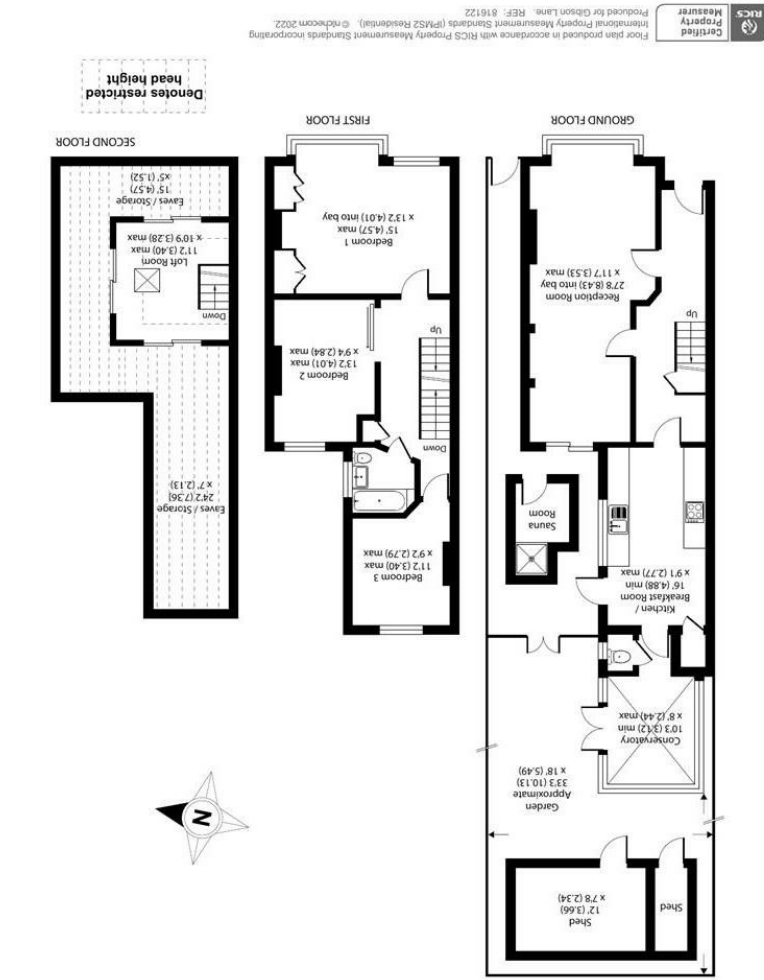 Shed
Shed
12' (3.66)
x 7'8 (2.34)
Garden
Approximate
33'3 (10.13)
x 18' (5.49)
Conservatory
10'3 (3.12) min
x 8' (2.44) max
Kitchen /
Breakfast Room
16' (4.88) min
x 9'1 (2.77) max
Sauna
Room
Up
Reception Room
27'8 (8.43) into bay
x 11'7 (3.53) max
GROUND FLOOR
N
Bedroom 3
11'2 (3.40) max
x 9'2 (2.79) max
Down
Up
Bedroom 2
13'2 (4.01) max
x 9'4 (2.84) max
Bedroom 1
15' (4.57) max
x 13'2 (4.01) into bay
FIRST FLOOR
Eaves / Storage
24'2 (7.36)
x 7' (2.13)
Down
Loft Room
11'2 (3.40) max
x 10'9 (3.28) max
Eaves / Storage
15' (4.57)
x5' (1.52)
SECOND FLOOR
Denotes restricted
head height
RICS
Certified
Property
Measurer
Floor plan produced in accordance with RICS Property Measurement Standards incorporating
International Property Measurement Standards (IPMS2 Residential). © nichecom 2022.
Produced for Gibson Lane. REF: 816122